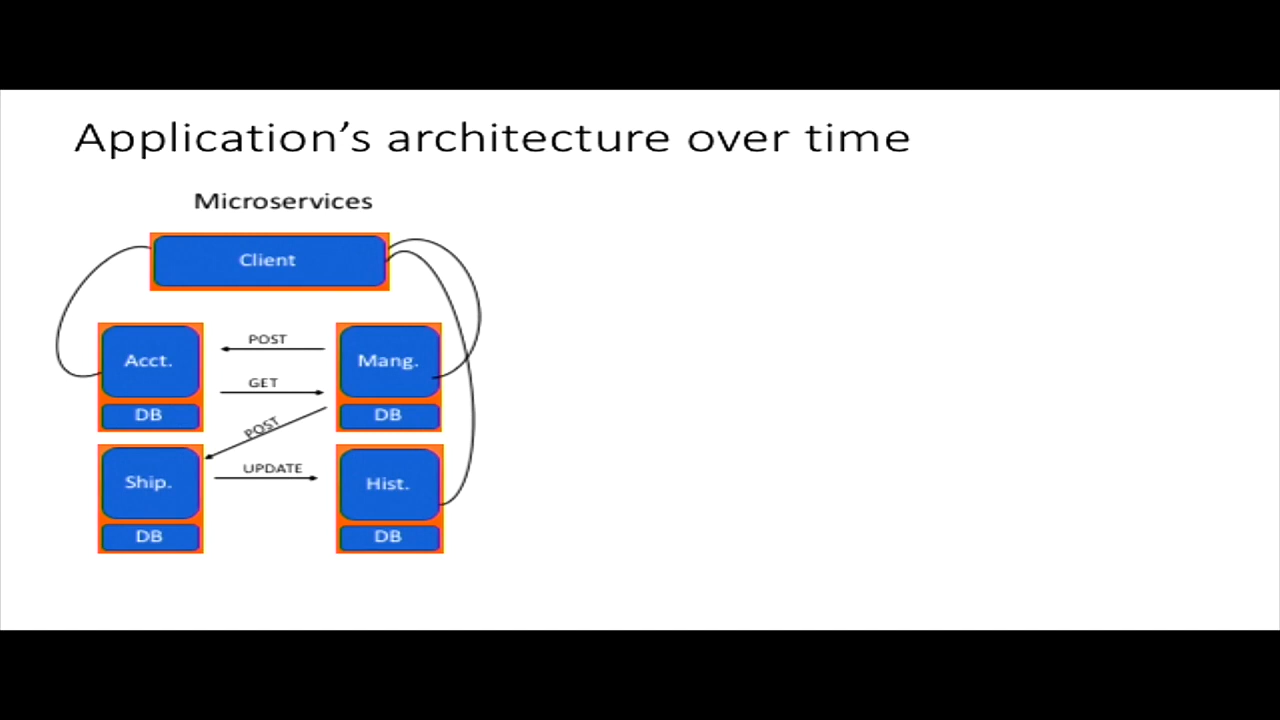 Application's architecture over time
Microservices
Client
POST
Acct.
Mang.
GET
DB
DB
POST
UPDATE
Ship.
Hist.
DB
DB